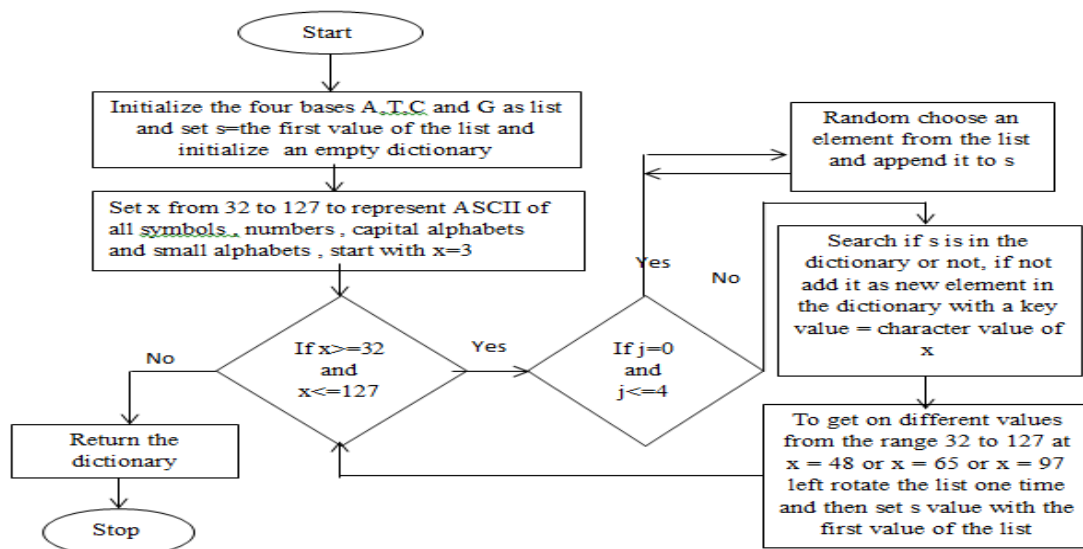 Start
Initialize the four bases A,T,C and G as list
and set s=the first value of the list and
initialize an empty dictionary
Set x from 32 to 127 to represent ASCII of
all symbols , numbers , capital alphabets
and small alphabets , start with x=3
If x>=32
and
x<=127
No
Yes
Return the
dictionary
Stop
If j=0
and
j<=4
Yes
No
Random choose an
element from the list
and append it to s
Search if s is in the
dictionary or not, if not
add it as new element in
the dictionary with a key
value = character value of
x
To get on different values
from the range 32 to 127 at
x = 48 or x = 65 or x = 97
left rotate the list one time
and then set s value with the
first value of the list